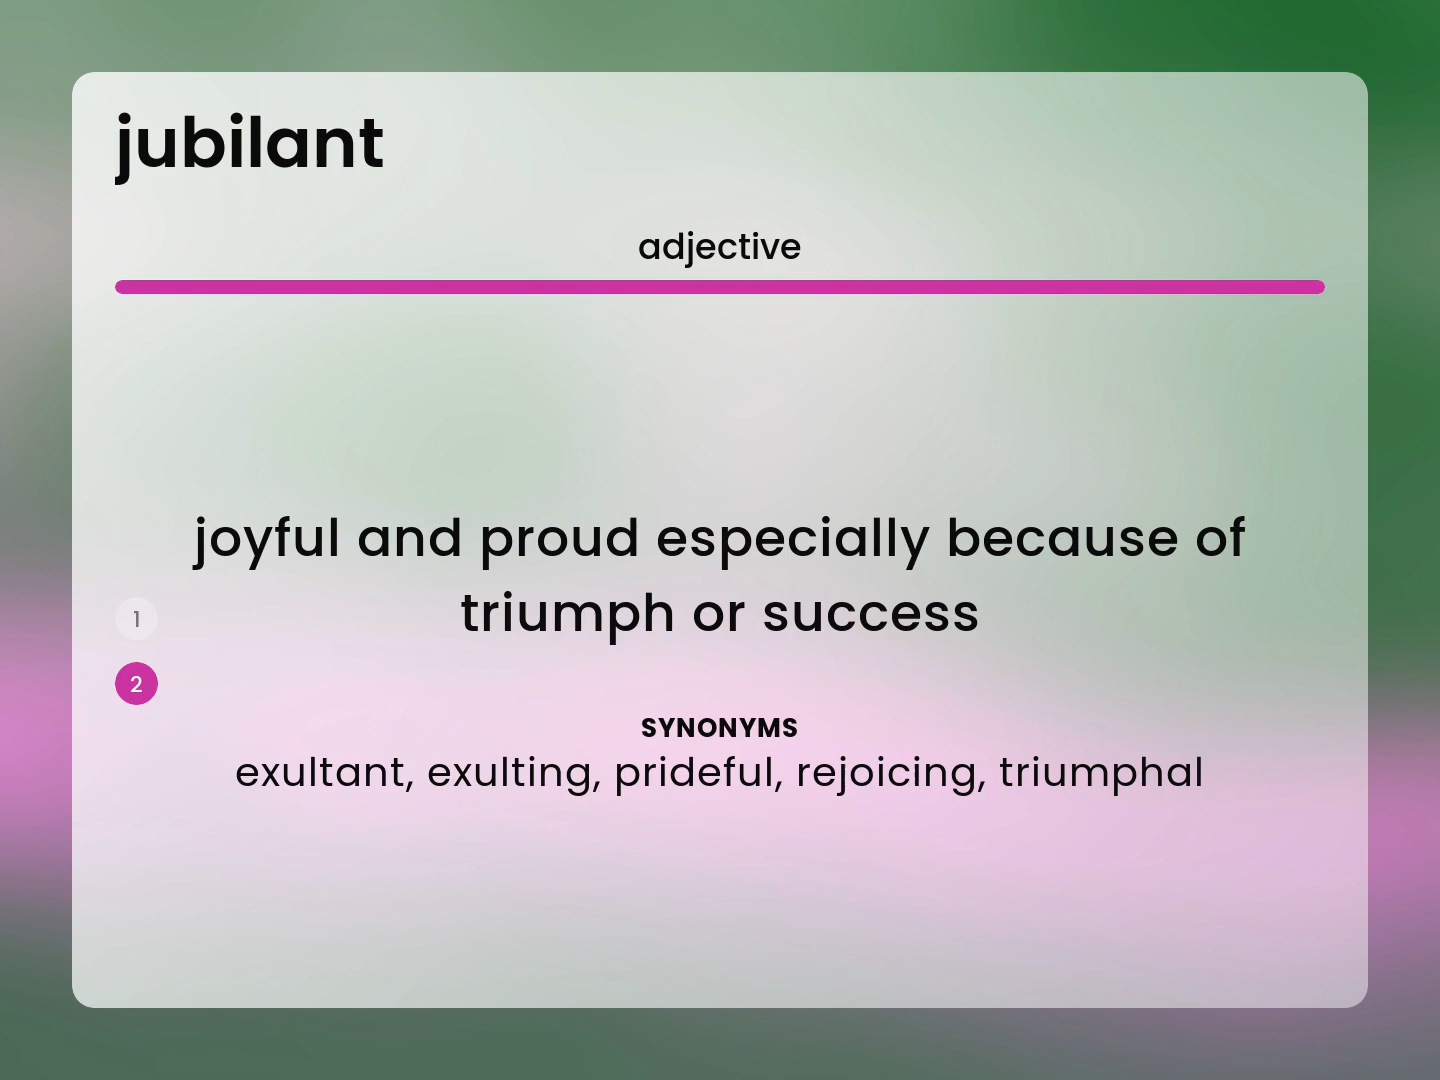 jubilant
adjective
joyful and proud especially because of
triumph or success
1
2
SYNONYMS
exultant, exulting, prideful, rejoicing, triumphal